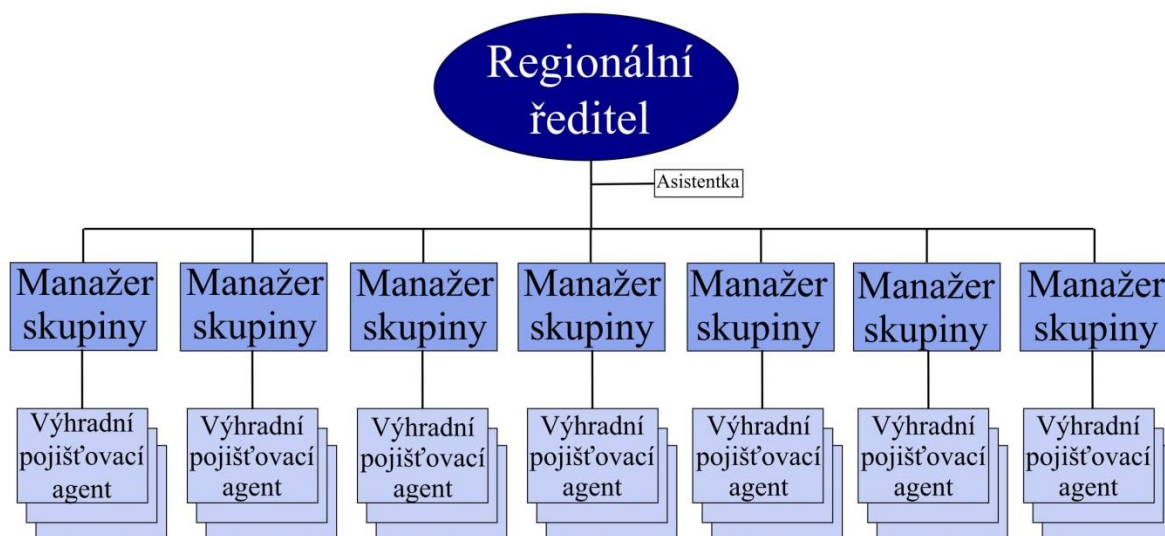 Regionální
ředitel
Asistentka
Manažer
skupiny
Manažer
skupiny
Manažer
skupiny
Manažer
skupiny
Manažer
skupiny
Manažer
skupiny
Manažer
skupiny
Výhradní
pojišťovací
agent
Výhradní
pojišťovací
agent
Výhradní
pojišťovací
agent
Výhradní
pojišťovací
agent
Výhradní
pojišťovací
agent
Výhradní
pojišťovací
agent
Výhradní
pojišťovací
agent